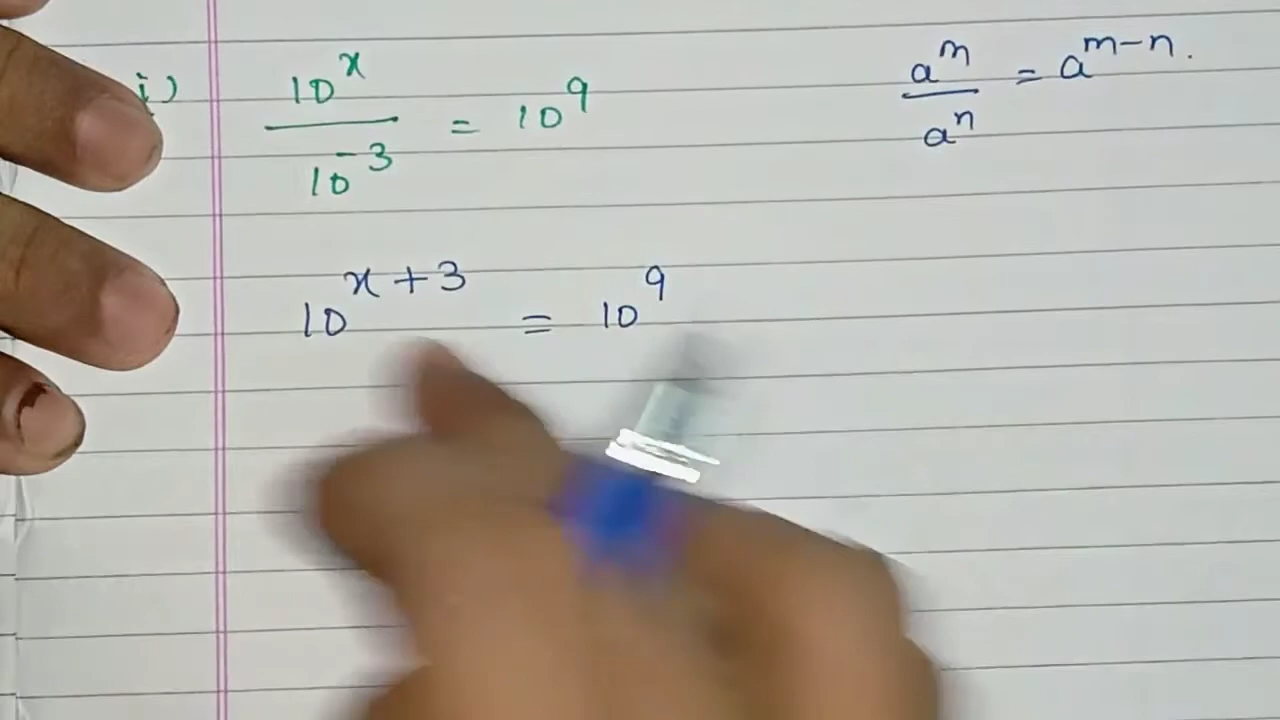 i) 10^x / 10^-3 = 10^9
a^m / a^n = a^m-n.
10^x+3 = 10^9